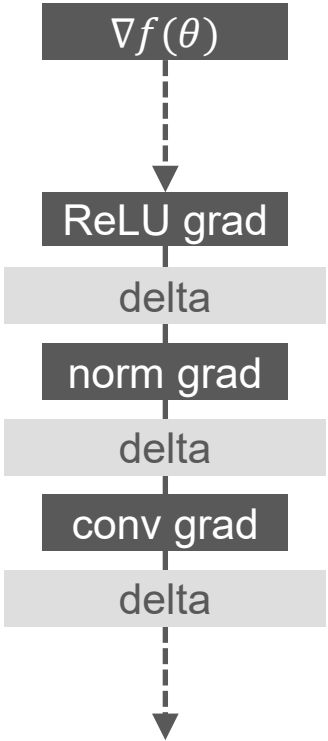 ∇f(θ)
ReLU grad
delta
norm grad
delta
conv grad
delta